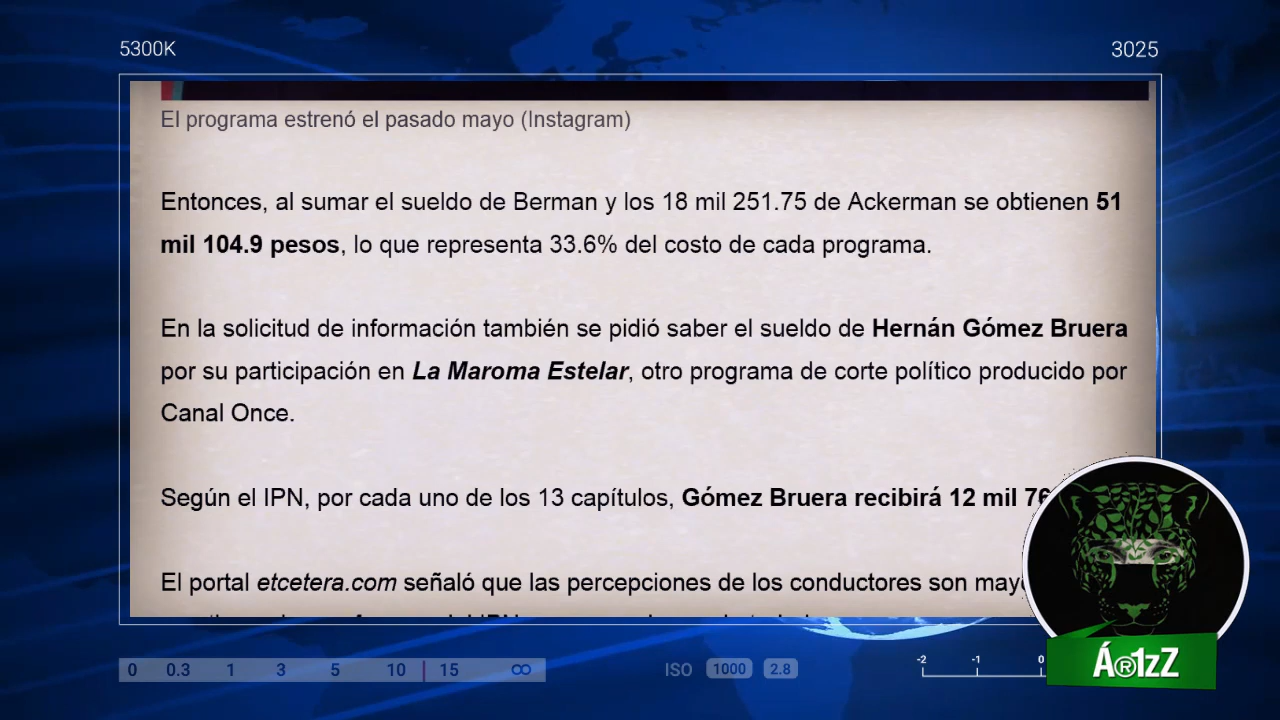 5300K
3025
El programa estrenó el pasado mayo (Instagram)
Entonces, al sumar el sueldo de Berman y los 18 mil 251.75 de Ackerman se obtienen 51
mil 104.9 pesos, lo que representa 33.6% del costo de cada programa.
En la solicitud de información también se pidió saber el sueldo de Hernán Gómez Bruera
por su participación en La Maroma Estelar, otro programa de corte político producido por
Canal Once.
Según el IPN, por cada uno de los 13 capítulos, Gómez Bruera recibirá 12 mil 76
El portal etcetera.com señaló que las percepciones de los conductores son
0 0.3 1 3 5 10 15 ∞
ISO 1000 2.8
-2 -1 0
Á®1zZ